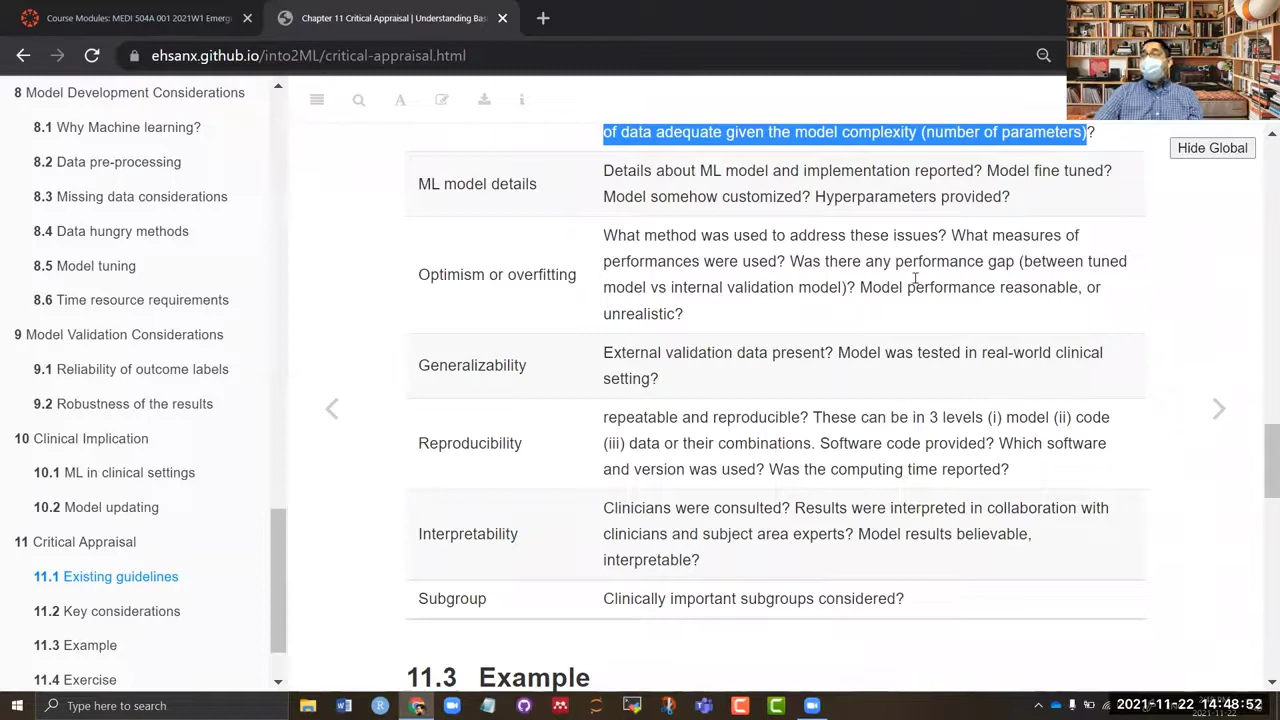 Course Modules: MEDI 504A 001 2021W1 Emerg
Chapter 11 Critical Appraisal | Understanding Bas
ehsanx.github.io/into2ML/critical-appraisal.html
8 Model Development Considerations
8.1 Why Machine learning?
8.2 Data pre-processing
8.3 Missing data considerations
8.4 Data hungry methods
8.5 Model tuning
8.6 Time resource requirements
9 Model Validation Considerations
9.1 Reliability of outcome labels
9.2 Robustness of the results
10 Clinical Implication
10.1 ML in clinical settings
10.2 Model updating
11 Critical Appraisal
11.1 Existing guidelines
11.2 Key considerations
11.3 Example
11.4 Exercise
Hide Global
of data adequate given the model complexity (number of parameters)?
ML model details
Details about ML model and implementation reported? Model fine tuned?
Model somehow customized? Hyperparameters provided?
Optimism or overfitting
What method was used to address these issues? What measures of
performances were used? Was there any performance gap (between tuned
model vs internal validation model)? Model performance reasonable, or
unrealistic?
Generalizability
External validation data present? Model was tested in real-world clinical
setting?
Reproducibility
repeatable and reproducible? These can be in 3 levels (i) model (ii) code
(iii) data or their combinations. Software code provided? Which software
and version was used? Was the computing time reported?
Interpretability
Clinicians were consulted? Results were interpreted in collaboration with
clinicians and subject area experts? Model results believable,
interpretable?
Subgroup
Clinically important subgroups considered?
11.3 Example
Type here to search
2021-11-22 14:48:52
2021-11-22